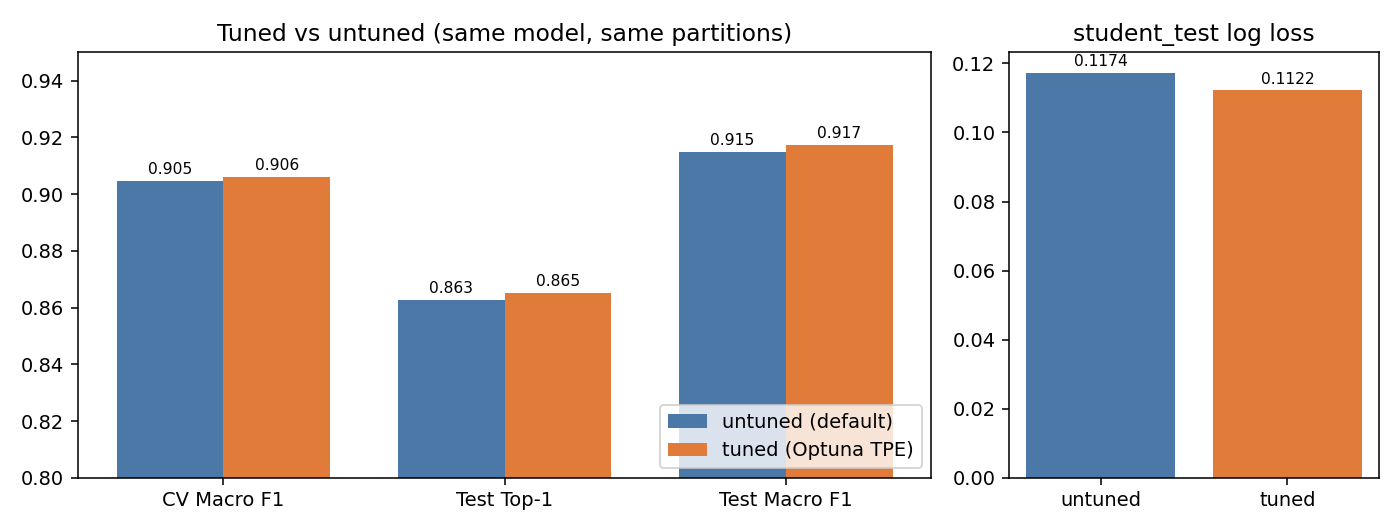 Tuned vs untuned (same model, same partitions)
0.94
0.92
0.90
0.88
0.86
0.84
0.82
0.80
0.905
0.906
0.863
0.865
0.915
0.917
untuned (default)
tuned (Optuna TPE)
CV Macro F1
Test Top-1
Test Macro F1
student_test log loss
0.12
0.10
0.08
0.06
0.04
0.02
0.00
0.1174
0.1122
untuned
tuned